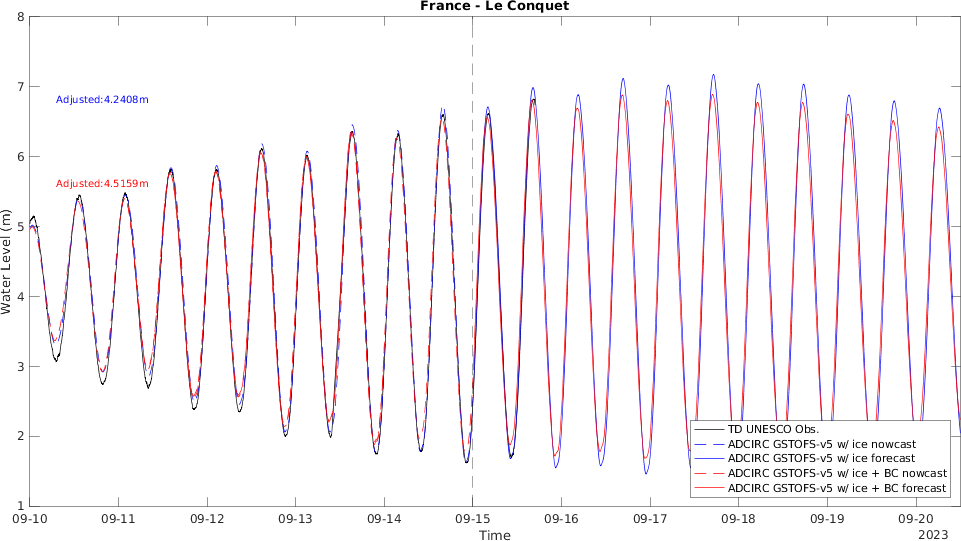 France - Le Conquet
8
7
6
5
4
3
2
1
Water Level (m)
Adjusted:4.2408m
Adjusted:4.5159m
TD UNESCO Obs.
ADCIRC GSTOFS-v5 w/ ice nowcast
ADCIRC GSTOFS-v5 w/ ice forecast
ADCIRC GSTOFS-v5 w/ ice + BC nowcast
ADCIRC GSTOFS-v5 w/ ice + BC forecast
09-10 09-11 09-12 09-13 09-14 09-15 09-16 09-17 09-18 09-19 09-20
Time
2023